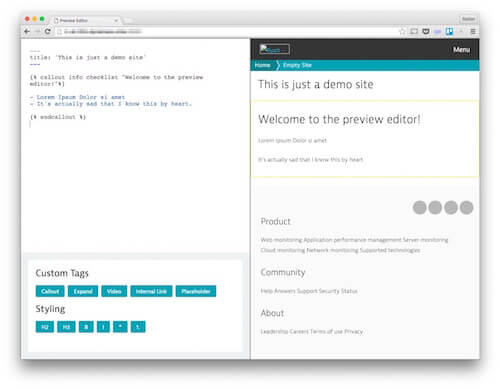 Preview Editor
---
title: 'This is just a demo site'
---
{% callout info checklist "Welcome to the preview
editor!"%}
- Lorem Ipsum Dolor si amet
- It's actually sad that I know this by heart.
{% endcallout %}
Custom Tags
Callout Expand Video Internal Link Placeholder
Styling
H2 H3 B I * 1.
Menu
Home Empty Site
This is just a demo site
Welcome to the preview editor!
Lorem Ipsum Dolor si amet
It's actually sad that I know this by heart
Product
Web monitoring Application performance management Server monitoring
Cloud monitoring Network monitoring Supported technologies
Community
Help Answers Support Security Status
About
Leadership Careers Terms of use Privacy